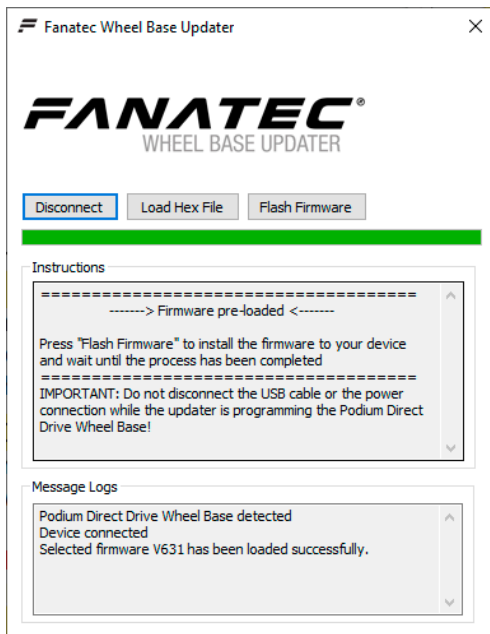 Fanatec Wheel Base Updater
FANATEC®
WHEEL BASE UPDATER
Disconnect Load Hex File Flash Firmware
Instructions
=====================================
-------> Firmware pre-loaded <-------
Press "Flash Firmware" to install the firmware to your device
and wait until the process has been completed
=====================================
IMPORTANT: Do not disconnect the USB cable or the power
connection while the updater is programming the Podium Direct
Drive Wheel Base!
Message Logs
Podium Direct Drive Wheel Base detected
Device connected
Selected firmware V631 has been loaded successfully.